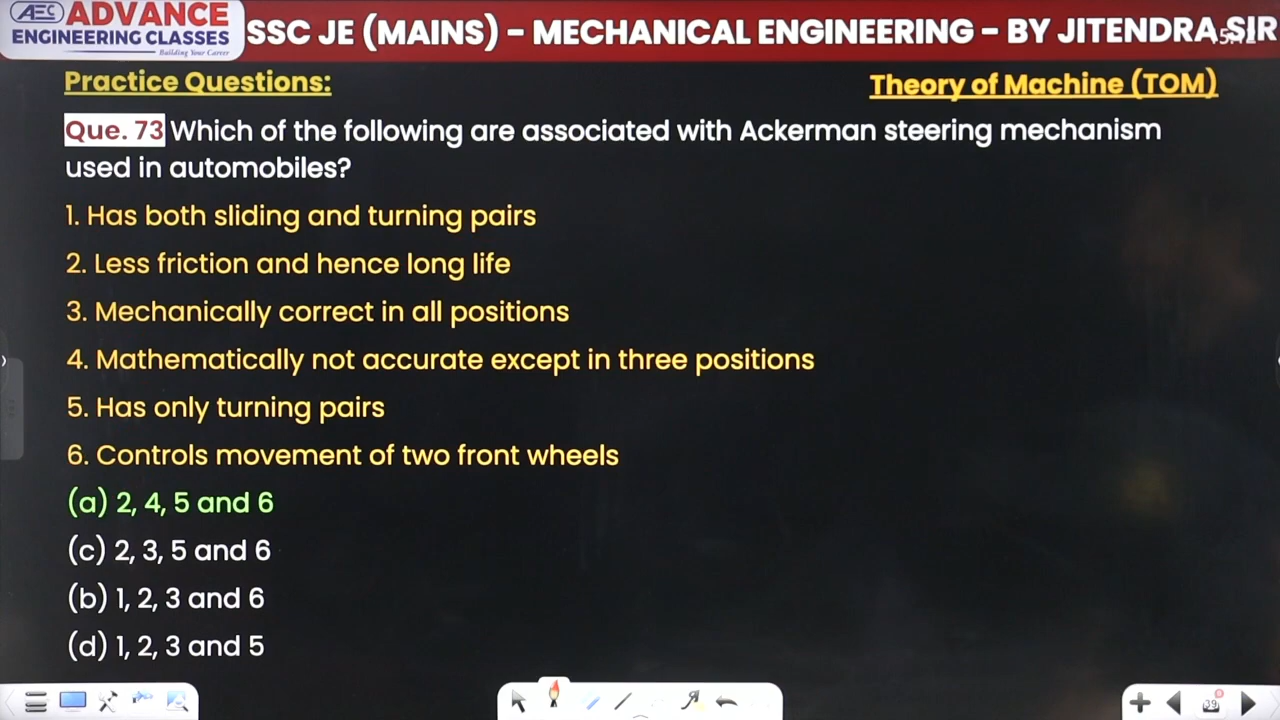 AEC ADVANCE
ENGINEERING CLASSES
Building Your Career
SSC JE (MAINS) – MECHANICAL ENGINEERING – BY JITENDRA SIR
Practice Questions:
Theory of Machine (TOM)
Que. 73 Which of the following are associated with Ackerman steering mechanism
used in automobiles?
1. Has both sliding and turning pairs
2. Less friction and hence long life
3. Mechanically correct in all positions
4. Mathematically not accurate except in three positions
5. Has only turning pairs
6. Controls movement of two front wheels
(a) 2, 4, 5 and 6
(c) 2, 3, 5 and 6
(b) 1, 2, 3 and 6
(d) 1, 2, 3 and 5